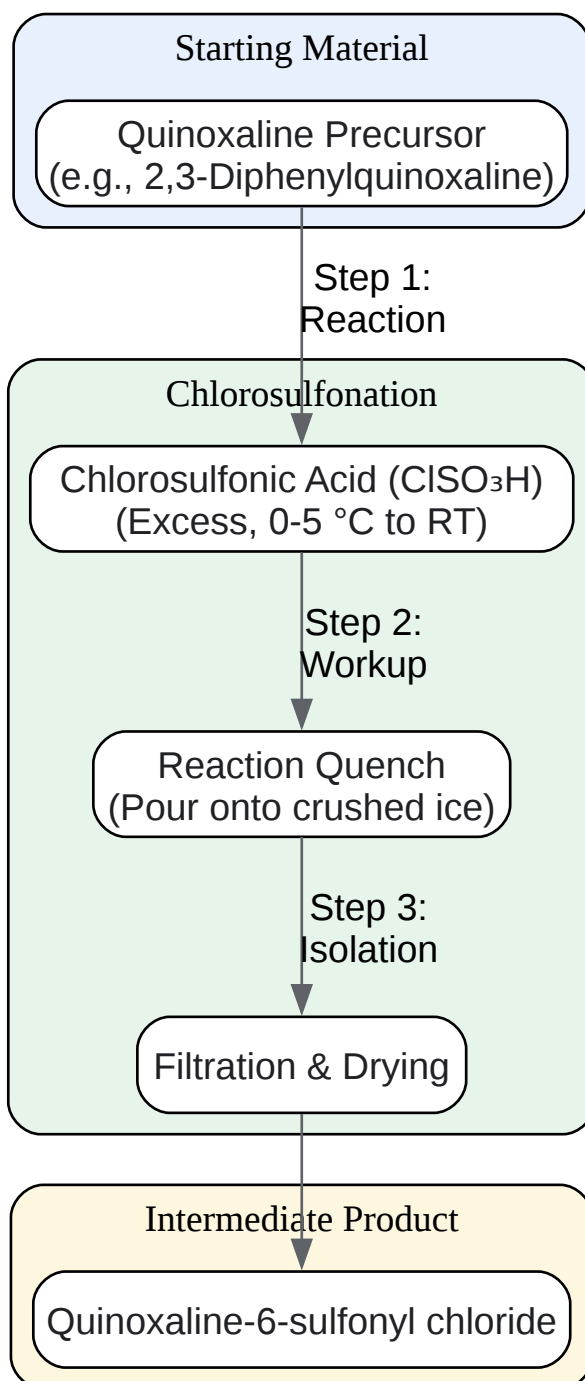 Starting Material
Quinoxaline Precursor
(e.g., 2,3-Diphenylquinoxaline)
Step 1:
Reaction
Chlorosulfonation
Chlorosulfonic Acid (ClSO₃H)
(Excess, 0-5 °C to RT)
Step 2:
Workup
Reaction Quench
(Pour onto crushed ice)
Step 3:
Isolation
Filtration & Drying
Intermediate Product
Quinoxaline-6-sulfonyl chloride